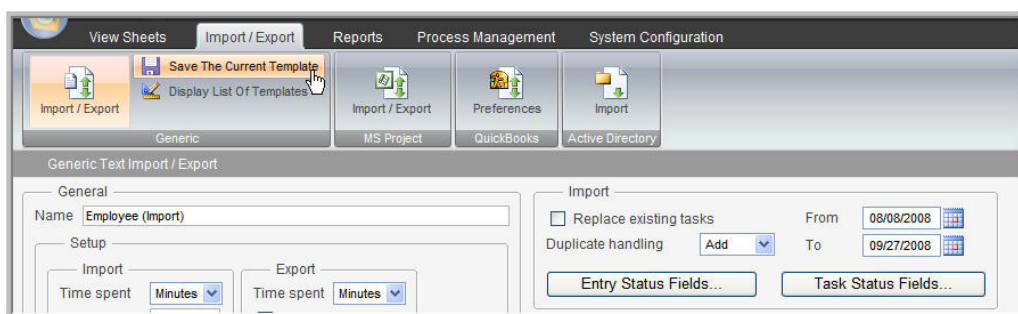 View Sheets Import / Export Reports Process Management System Configuration
Save The Current Template
Display List Of Templates
Import / Export Import / Export Preferences Import
Generic MS Project QuickBooks Active Directory
Generic Text Import / Export
General Import
Name Employee (Import) Replace existing tasks From 08/08/2008
Setup Duplicate handling Add To 09/27/2008
Import Export
Time spent Minutes Time spent Minutes Entry Status Fields... Task Status Fields...